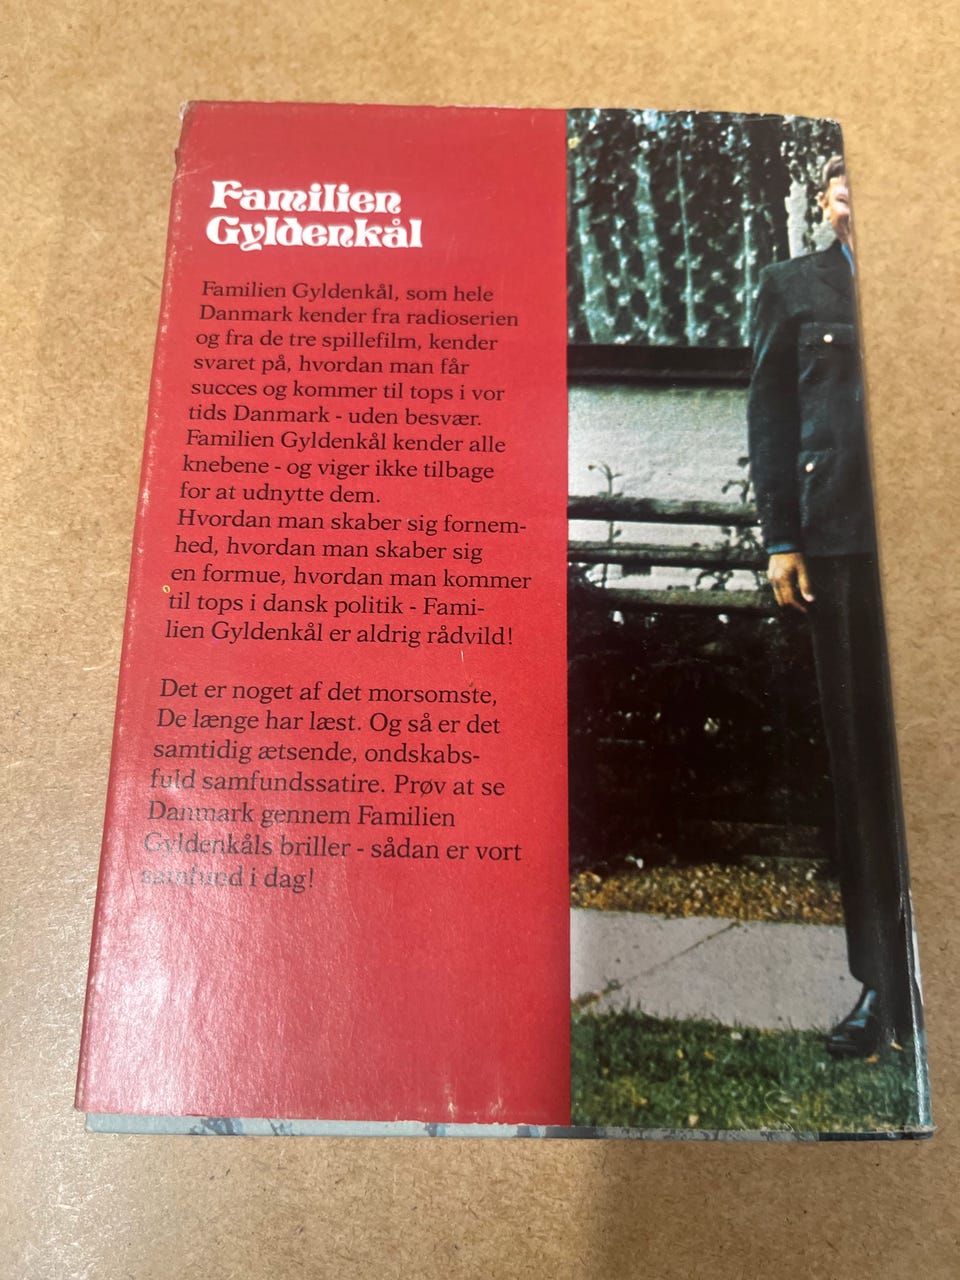 Familien
Gyldenkål
Familien Gyldenkål, som hele
Danmark kender fra radioserien
og fra de tre spillefilm, kender
svaret på, hvordan man får
succes og kommer til tops i vor
tids Danmark - uden besvær.
Familien Gyldenkål kender alle
knebene - og viger ikke tilbage
for at udnytte dem.
Hvordan man skaber sig fornem-
hed, hvordan man skaber sig
en formue, hvordan man kommer
til tops i dansk politik - Fami-
lien Gyldenkål er aldrig rådvild!
Det er noget af det morsomste,
De længe har læst. Og så er det
samtidig ætsende, ondskabs-
fuld samfundssatire. Prøv at se
Danmark gennem Familien
Gyldenkåls briller - sådan er vort
samfund i dag!